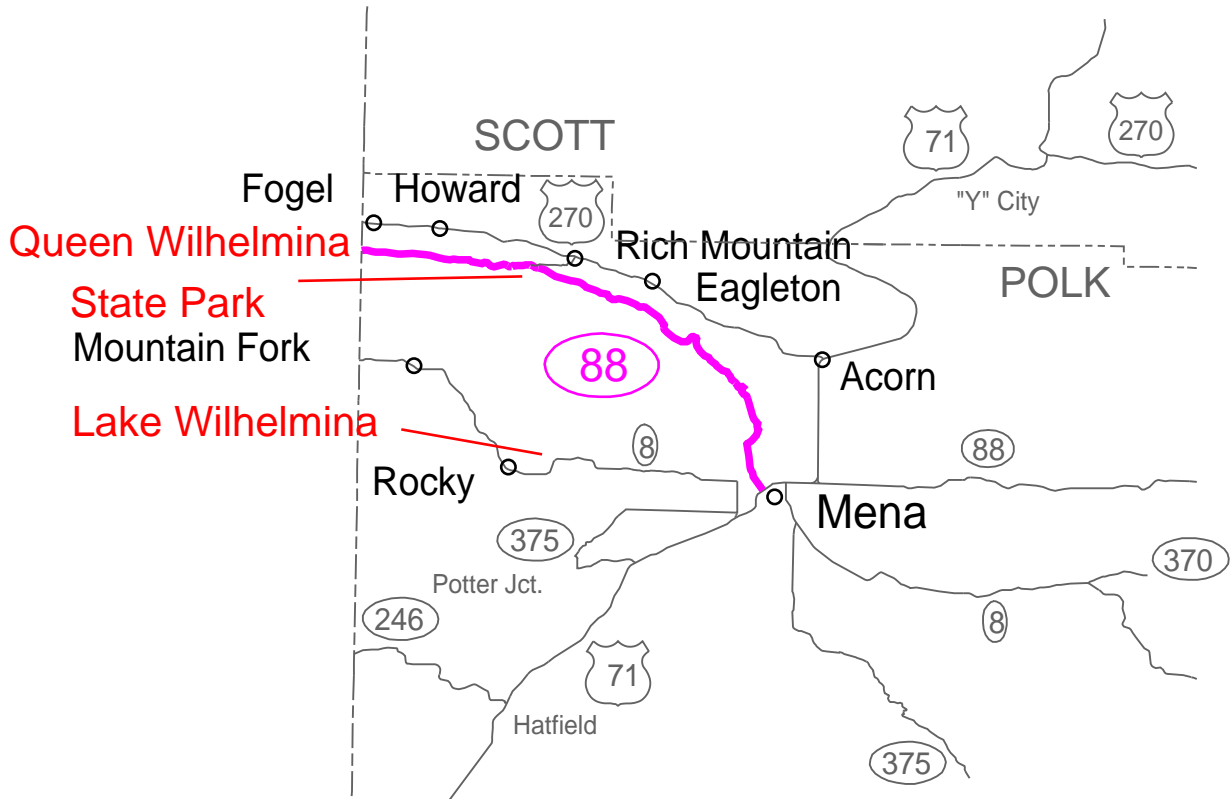 SCOTT
71
270
Fogel
Howard
270
"Y" City
Queen Wilhelmina
State Park
Rich Mountain
Eagleton
POLK
Mountain Fork
88
Acorn
Lake Wilhelmina
8
88
Rocky
Mena
375
370
Potter Jct.
246
8
71
Hatfield
375